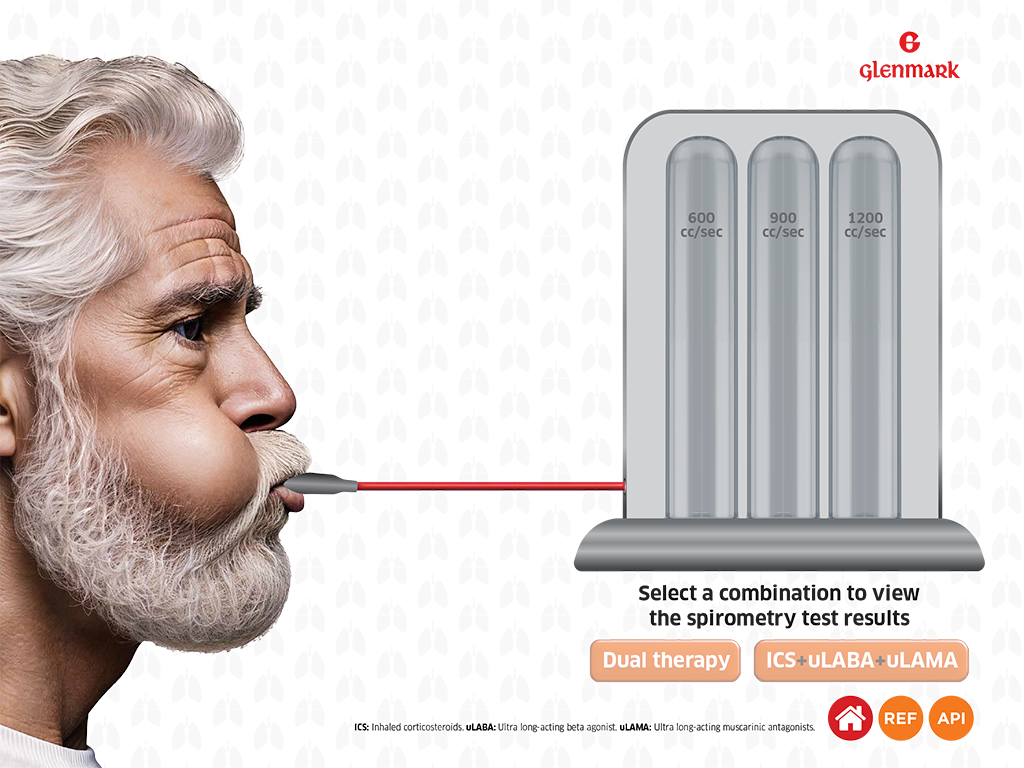 GLENMARK
600
cc/sec
900
cc/sec
1200
cc/sec
Select a combination to view
the spirometry test results
Dual therapy
ICS+uLABA+uLAMA
ICS: Inhaled corticosteroids, uLABA: Ultra long-acting beta agonist, uLAMA: Ultra long-acting muscarinic antagonists.
REF
API